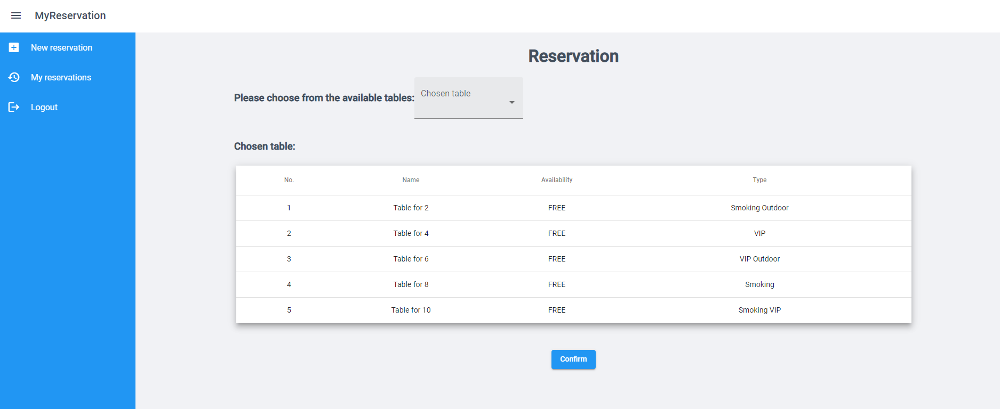 MyReservation
New reservation
My reservations
Logout
Reservation
Please choose from the available tables:
Chosen table
Chosen table:
No. Name Availability Type
1 Table for 2 FREE Smoking Outdoor
2 Table for 4 FREE VIP
3 Table for 6 FREE VIP Outdoor
4 Table for 8 FREE Smoking
5 Table for 10 FREE Smoking VIP
Confirm